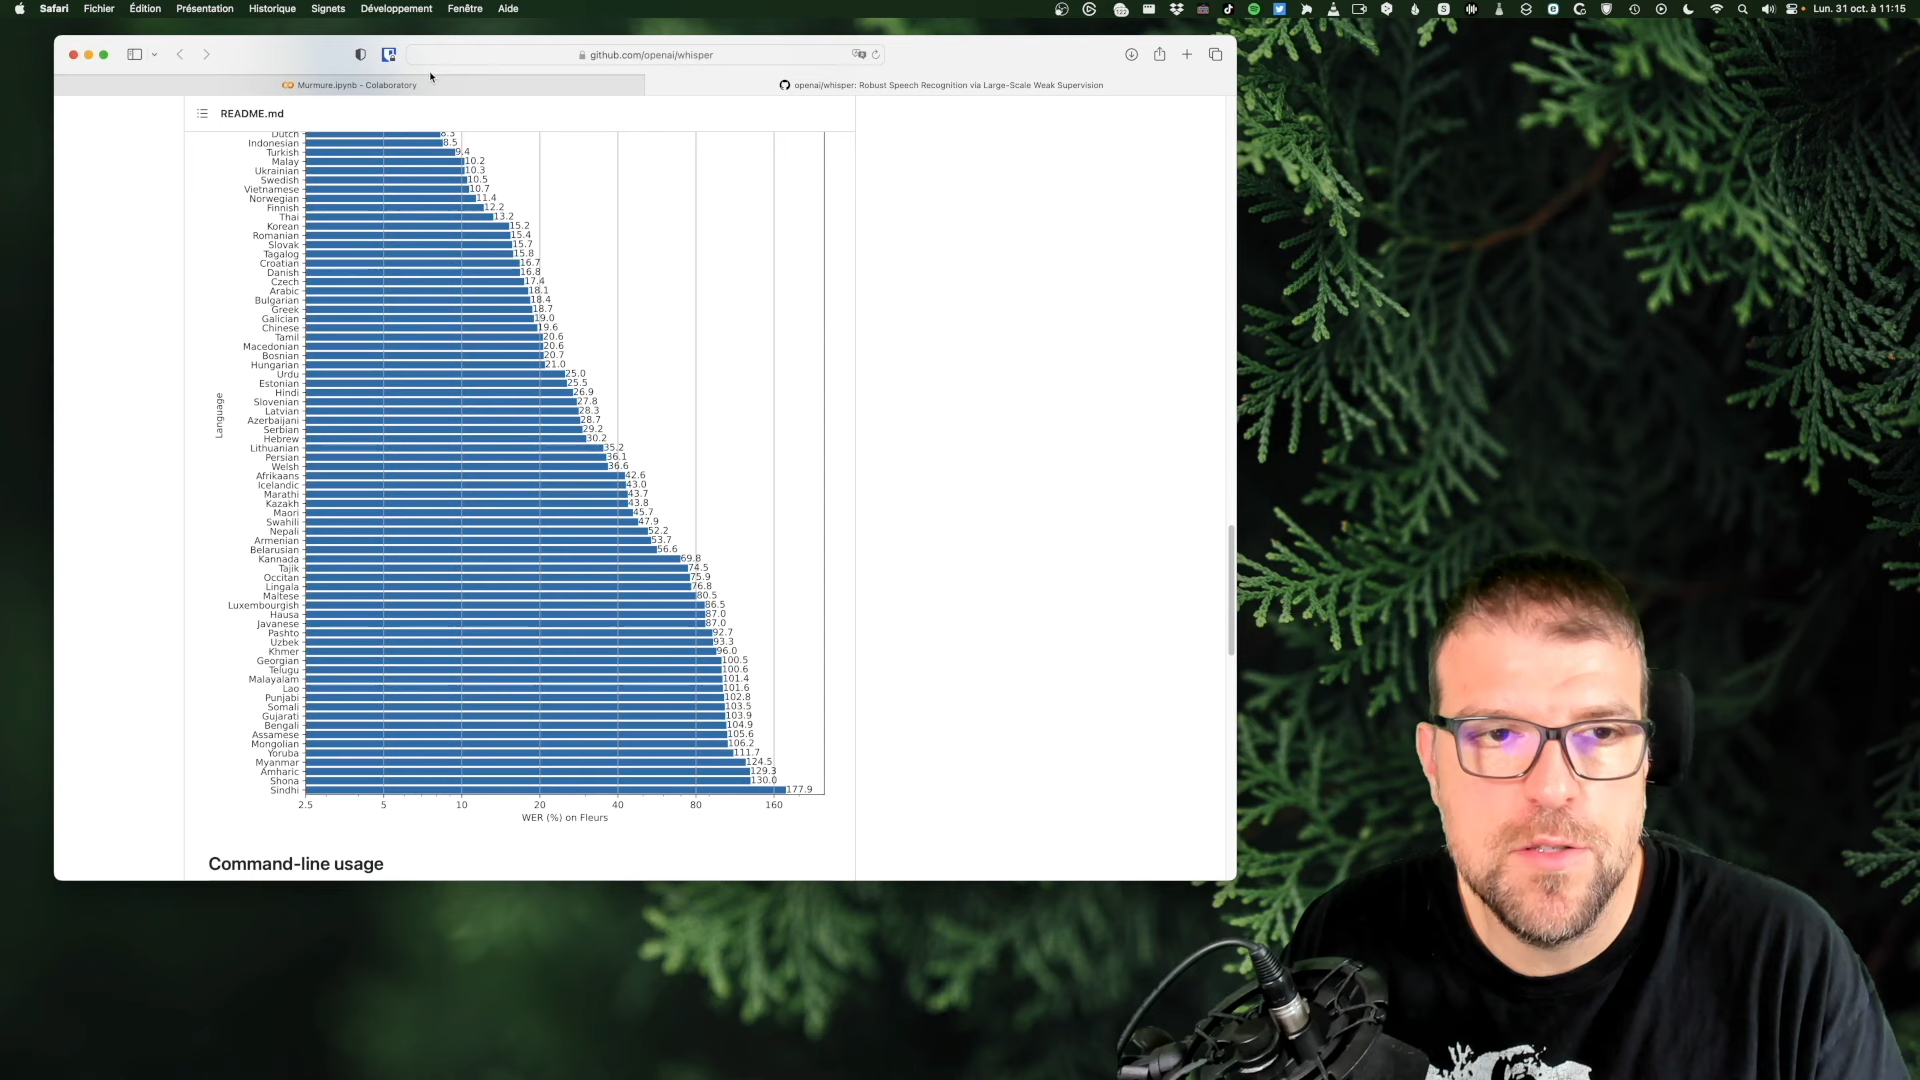 Safari Fichier Édition Présentation Historique Signets Développement Fenêtre Aide
122
Lun. 31 oct. à 11:15
github.com/openai/whisper
Murmure.ipynb - Colaboratory
openai/whisper: Robust Speech Recognition via Large-Scale Weak Supervision
README.md
Dutch 8.3
Indonesian 8.5
Turkish 9.4
Malay 10.2
Ukrainian 10.3
Swedish 10.5
Vietnamese 10.7
Norwegian 11.4
Finnish 12.2
Thai 13.2
Korean 15.2
Romanian 15.4
Slovak 15.7
Tagalog 15.8
Croatian 16.7
Danish 16.8
Czech 17.4
Arabic 18.1
Bulgarian 18.4
Greek 18.7
Galician 19.0
Chinese 19.6
Tamil 20.6
Macedonian 20.6
Bosnian 20.7
Hungarian 21.0
Urdu 25.0
Estonian 25.5
Hindi 26.9
Slovenian 27.8
Latvian 28.3
Azerbaijani 28.7
Serbian 29.2
Hebrew 30.2
Lithuanian 35.2
Persian 36.1
Welsh 36.6
Afrikaans 42.6
Icelandic 43.0
Marathi 43.7
Kazakh 43.8
Maori 45.7
Swahili 47.9
Nepali 52.2
Armenian 53.7
Belarusian 56.6
Kannada 69.8
Tajik 74.5
Occitan 75.9
Lingala 76.8
Maltese 80.5
Luxembourgish 86.5
Hausa 87.0
Javanese 87.0
Pashto 92.7
Uzbek 93.3
Khmer 96.0
Georgian 100.5
Telugu 100.6
Malayalam 101.4
Lao 101.6
Punjabi 102.8
Somali 103.5
Gujarati 103.9
Bengali 104.9
Assamese 105.6
Mongolian 106.2
Yoruba 111.7
Myanmar 124.5
Amharic 129.3
Shona 130.0
Sindhi 177.9
Language
2.5 5 10 20 40 80 160
WER (%) on Fleurs
Command-line usage